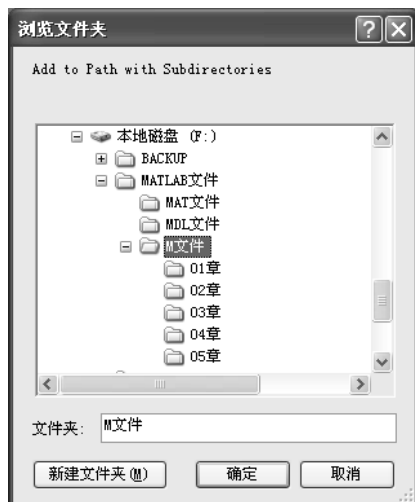 浏览文件夹
Add to Path with Subdirectories
本地磁盘 (F:)
BACKUP
MATLAB文件
MAT文件
MDL文件
M文件
01章
02章
03章
04章
05章
文件夹: M文件
新建文件夹(M) 确定 取消